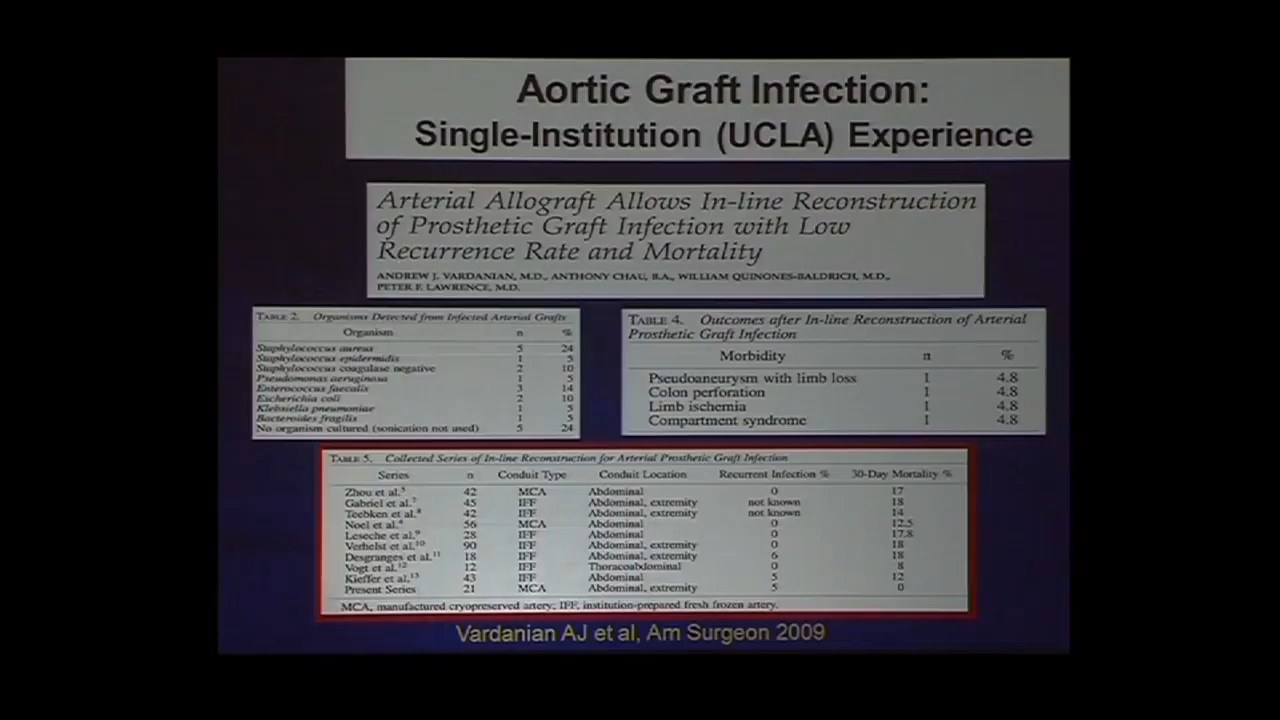 Aortic Graft Infection:
Single-Institution (UCLA) Experience
Arterial Allograft Allows In-line Reconstruction
of Prosthetic Graft Infection with Low
Recurrence Rate and Mortality
ANDREW J. VARDANIAN, M.D., ANTHONY CHAU, B.A., WILLIAM QUINONES-BALDRICH, M.D.,
PETER F. LAWRENCE, M.D.
TABLE 2. Organisms Detected from Infected Arterial Grafts
Organism n %
Staphylococcus aureus 5 24
Staphylococcus epidermidis 1 5
Staphylococcus coagulase negative 2 10
Pseudomonas aeruginosa 1 5
Enterococcus faecalis 3 14
Escherichia coli 2 10
Klebsiella pneumoniae 1 5
Bacteroides fragilis 1 5
No organism cultured (sonication not used) 5 24
TABLE 4. Outcomes after In-line Reconstruction of Arterial
Prosthetic Graft Infection
Morbidity n %
Pseudoaneurysm with limb loss 1 4.8
Colon perforation 1 4.8
Limb ischemia 1 4.8
Compartment syndrome 1 4.8
TABLE 5. Collected Series of In-line Reconstruction for Arterial Prosthetic Graft Infection
Series n Conduit Type Conduit Location Recurrent Infection % 30-Day Mortality %
Zhou et al.⁵ 42 MCA Abdominal 0 17
Gabriel et al.⁷ 45 IFF Abdominal, extremity not known 18
Teebken et al.⁸ 42 IFF Abdominal, extremity not known 14
Noel et al.⁴ 56 MCA Abdominal 0 12.5
Leseche et al.⁹ 28 IFF Abdominal 0 17.8
Verhelst et al.¹⁰ 90 IFF Abdominal, extremity 0 18
Desgranges et al.¹¹ 18 IFF Abdominal, extremity 6 18
Vogt et al.¹² 12 IFF Thoracoabdominal 0 8
Kieffer et al.¹³ 43 IFF Abdominal 5 12
Present Series 21 MCA Abdominal, extremity 5 0
MCA, manufactured cryopreserved artery; IFF, institution-prepared fresh frozen artery.
Vardanian AJ et al, Am Surgeon 2009